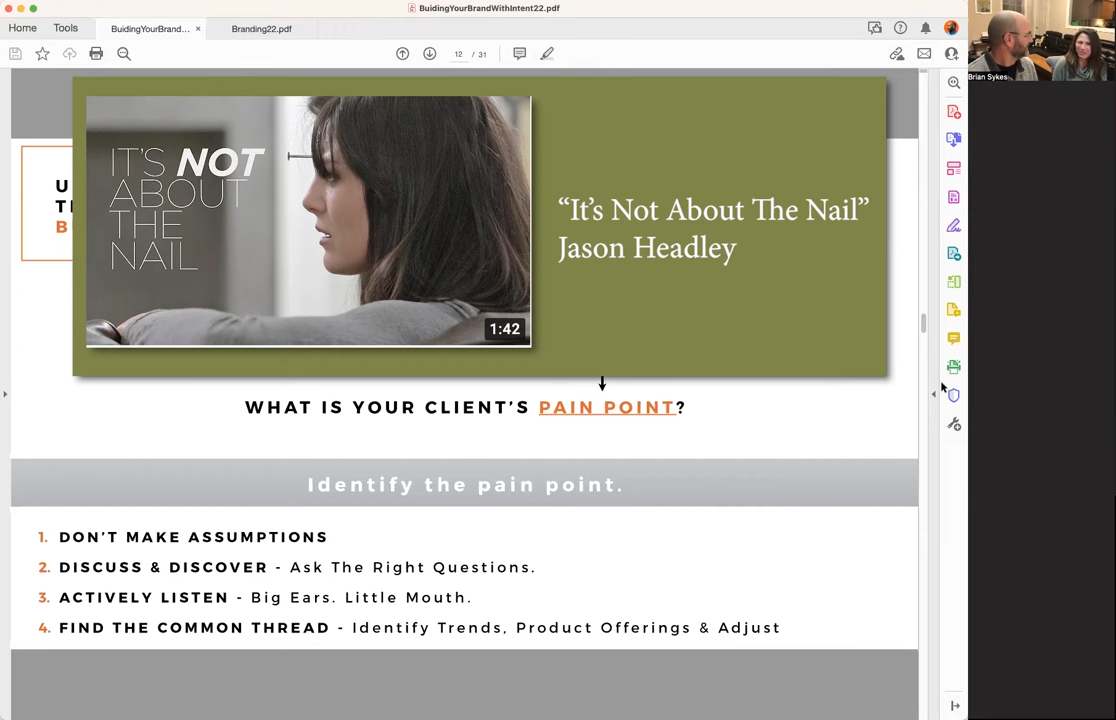 BuidingYourBrandWithIntent22.pdf
Home
Tools
BuidingYourBrand...
Branding22.pdf
12 / 31
Brian Sykes
IT'S NOT
ABOUT
THE
NAIL
1:42
“It’s Not About The Nail”
Jason Headley
WHAT IS YOUR CLIENT’S PAIN POINT?
Identify the pain point.
1. DON’T MAKE ASSUMPTIONS
2. DISCUSS & DISCOVER - Ask The Right Questions.
3. ACTIVELY LISTEN - Big Ears. Little Mouth.
4. FIND THE COMMON THREAD - Identify Trends, Product Offerings & Adjust